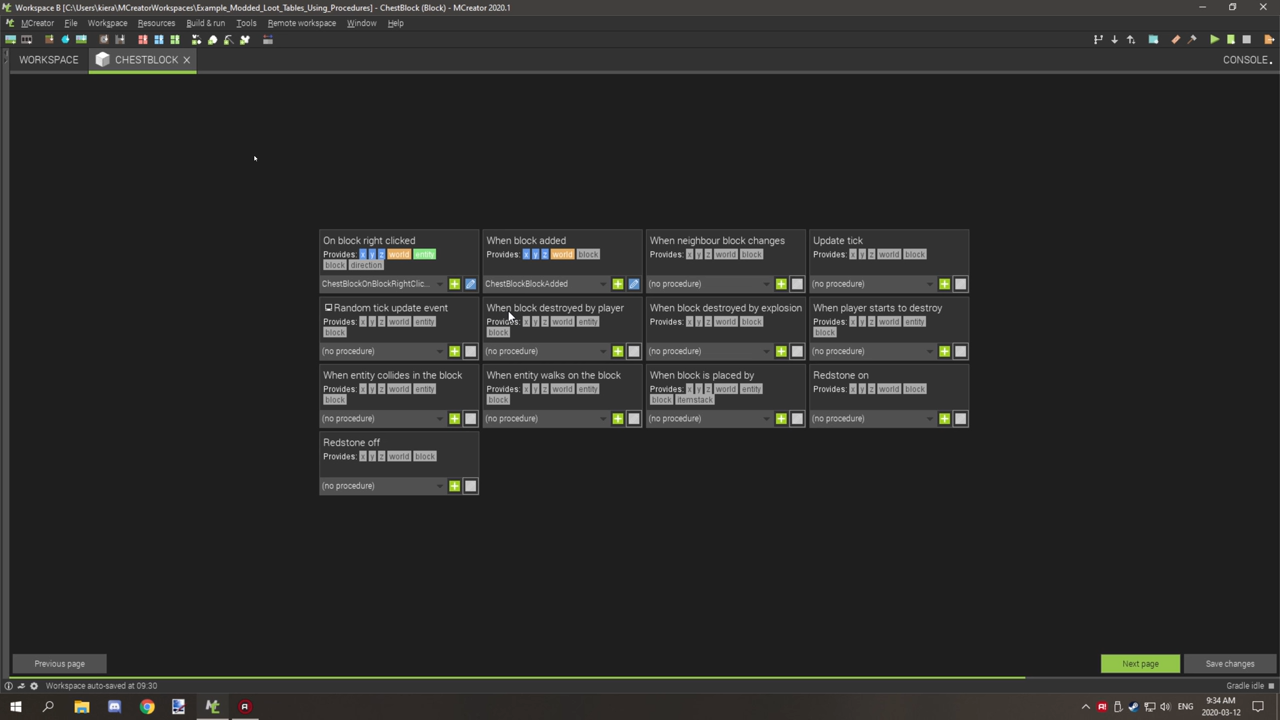 Workspace B [C:\Users\kiera\MCreatorWorkspaces\Example_Modded_Loot_Tables_Using_Procedures] - ChestBlock (Block) - MCreator 2020.1
MCreator File Workspace Resources Build & run Tools Remote workspace Window Help
WORKSPACE CHESTBLOCK CONSOLE
On block right clicked
Provides: x y z world entity
block direction
ChestBlockOnBlockRightClic...
When block added
Provides: x y z world block
ChestBlockBlockAdded
When neighbour block changes
Provides: x y z world block
(no procedure)
Update tick
Provides: x y z world block
(no procedure)
Random tick update event
Provides: x y z world entity
block
(no procedure)
When block destroyed by player
Provides: x y z world entity
block
(no procedure)
When block destroyed by explosion
Provides: x y z world block
(no procedure)
When player starts to destroy
Provides: x y z world entity
block
(no procedure)
When entity collides in the block
Provides: x y z world entity
block
(no procedure)
When entity walks on the block
Provides: x y z world entity
block
(no procedure)
When block is placed by
Provides: x y z world entity
block itemstack
(no procedure)
Redstone on
Provides: x y z world block
(no procedure)
Redstone off
Provides: x y z world block
(no procedure)
Previous page Next page Save changes
Workspace auto-saved at 09:30 Gradle idle
ENG 9:34 AM
2020-03-12